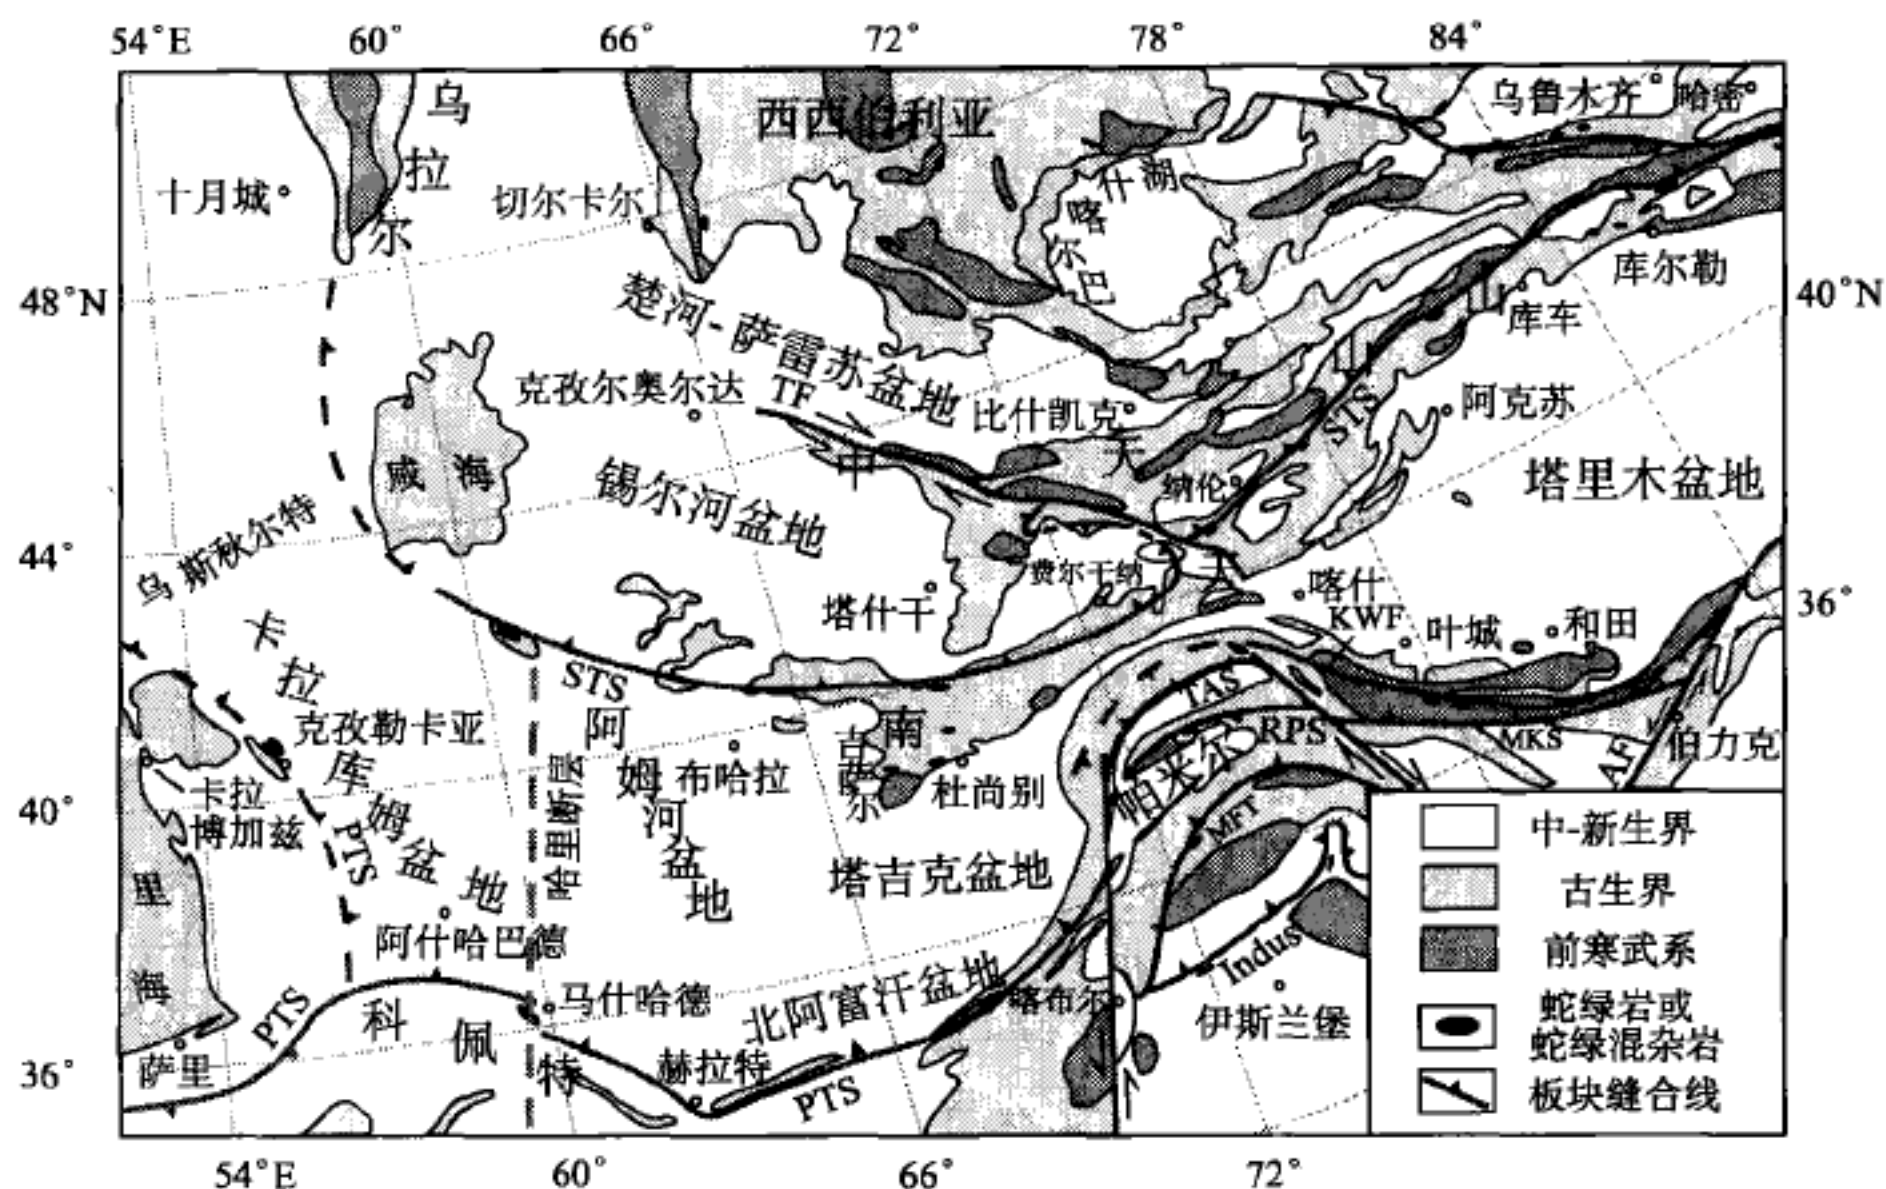 54°E 60° 66° 72° 78° 84°
乌鲁木齐 哈密
乌拉尔
西西伯利亚
十月城
切尔卡尔
巴尔喀什湖
库尔勒
48°N
40°N
楚河-萨雷苏盆地
库车
克孜尔奥尔达
TF
比什凯克
STS
阿克苏
威海
中
天
纳伦
锡尔河盆地
塔里木盆地
乌斯秋尔特
44°
费尔干纳
塔什干
喀什
KWF
叶城
和田
36°
卡拉库姆盆地
STS
TAS
克孜勒卡亚
阿姆河盆地
南
吉萨尔
RPS
MKS
AF
伯力克
哈里斯断层
布哈拉
杜尚别
帕米尔
40°
卡拉
博加兹
PTS
MFT
中-新生界
里海
塔吉克盆地
古生界
阿什哈巴德
前寒武系
Indus
PTS
科佩特
马什哈德
北阿富汗盆地
喀布尔
伊斯兰堡
蛇绿岩或
蛇绿混杂岩
36°
萨里
赫拉特
PTS
板块缝合线
54°E 60° 66° 72°